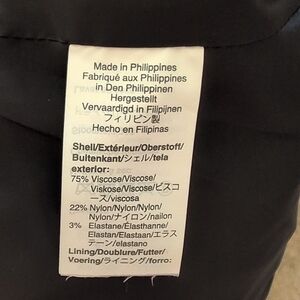 Made in Philippines
Fabriqué aux Philippines
in Den Philippinen
Hergestellt
Vervaardigd in Filipijnen
フィリピン製
Hecho en Filipinas
Shell/Extérieur/Oberstoff/
Buitenkant/シェル/tela
exterior:
75% Viscose/Viscose/
Viskose/Viscose/ビスコ
ース/viscosa
22% Nylon/Nylon/Nylon/
Nylon/ナイロン/nailon
3% Elastane/Élasthanne/
Elastan/Elastaan/エラス
テーン/elastano
Lining/Doublure/Futter/
Voering/ライニング/forro: